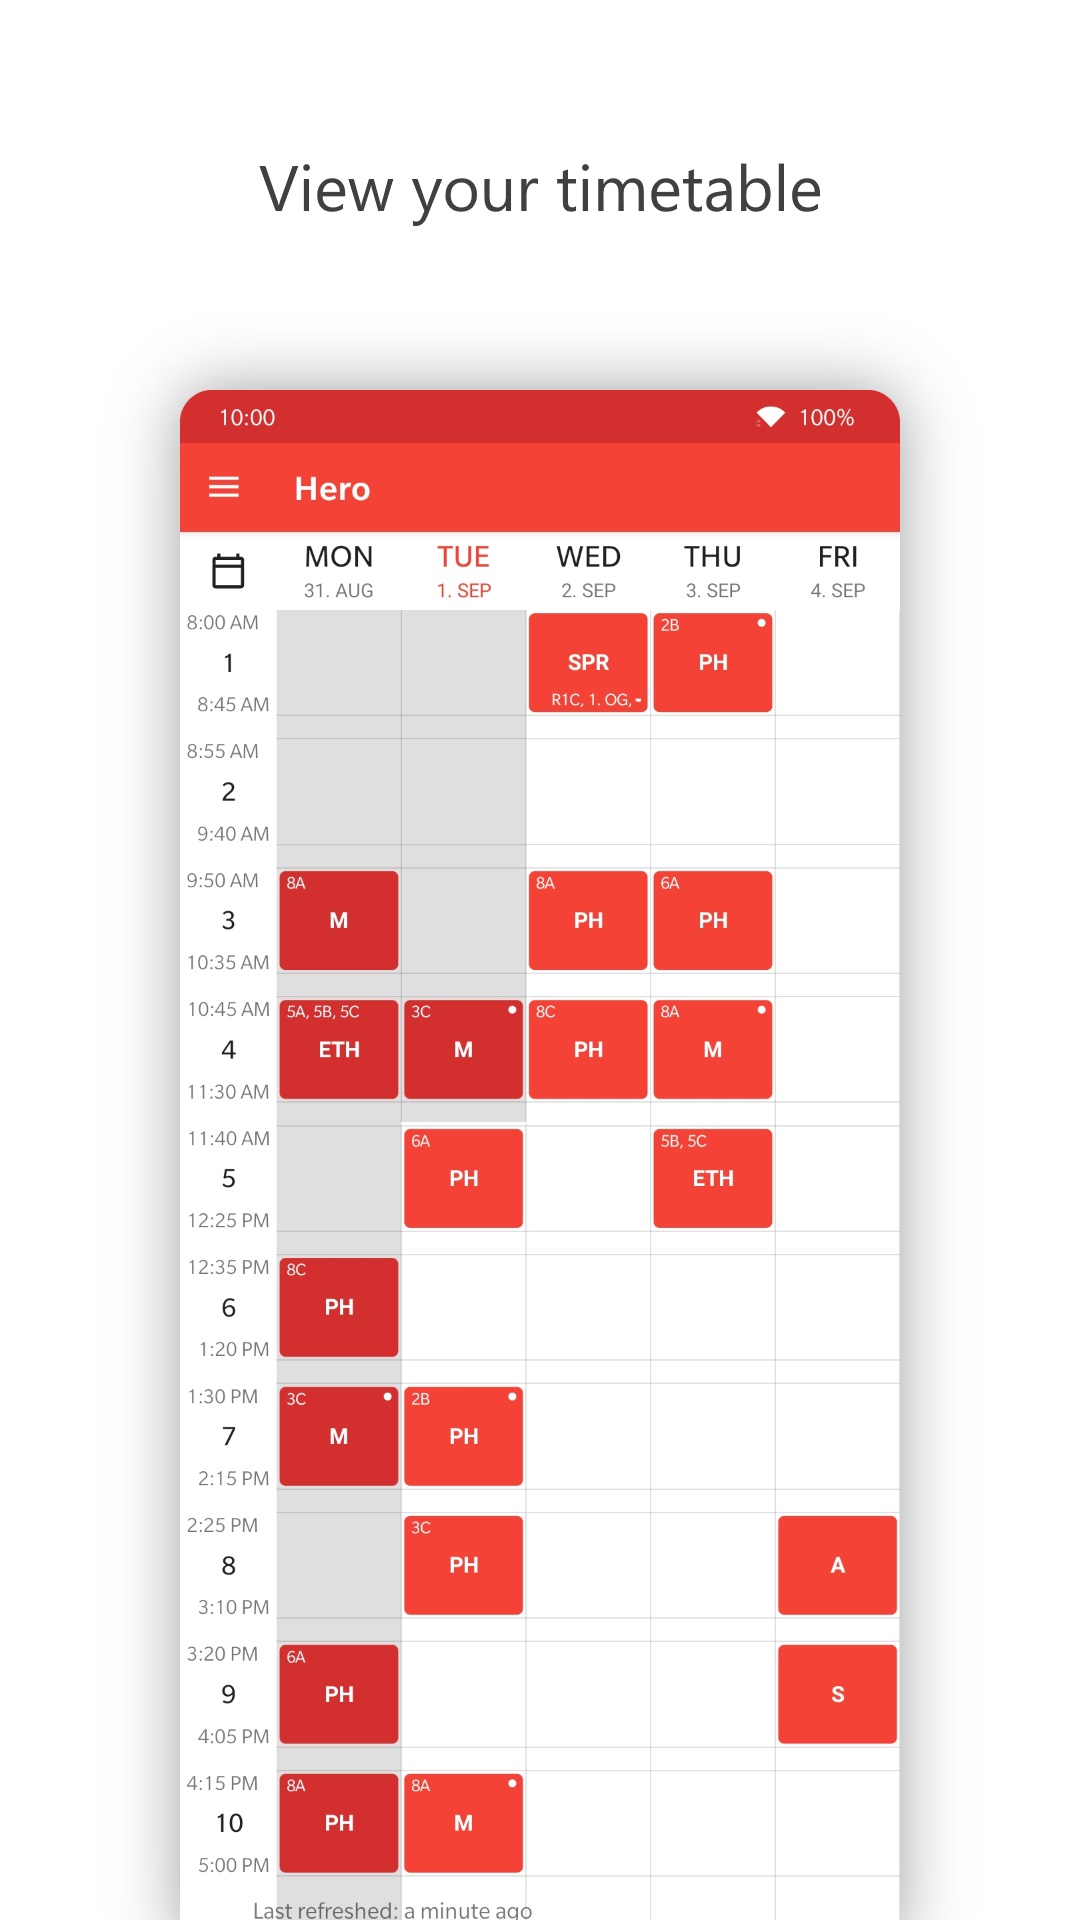 View your timetable
10:00 100%
Hero
MON TUE WED THU FRI
31. AUG 1. SEP 2. SEP 3. SEP 4. SEP
8:00 AM
1
8:45 AM
SPR
R1C, 1. OG,
2B
PH
8:55 AM
2
9:40 AM
9:50 AM
3
10:35 AM
8A
M
8A
PH
6A
PH
10:45 AM
4
11:30 AM
5A, 5B, 5C
ETH
3C
M
8C
PH
8A
M
11:40 AM
5
12:25 PM
6A
PH
5B, 5C
ETH
12:35 PM
6
1:20 PM
8C
PH
1:30 PM
7
2:15 PM
3C
M
2B
PH
2:25 PM
8
3:10 PM
3C
PH
A
3:20 PM
9
4:05 PM
6A
PH
S
4:15 PM
10
5:00 PM
8A
PH
8A
M
Last refreshed: a minute ago